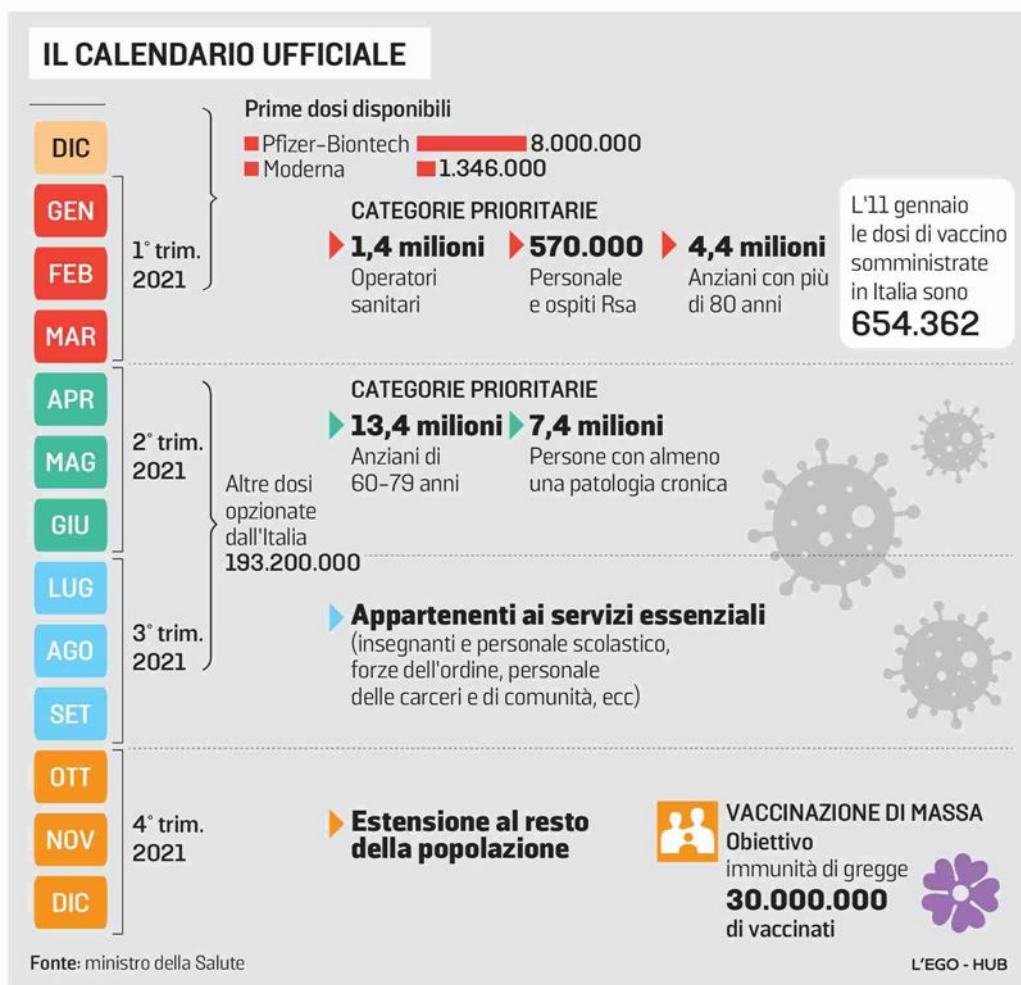 IL CALENDARIO UFFICIALE
DIC
GEN
FEB
MAR
1° trim.
2021
Prime dosi disponibili
Pfizer-Biontech 8.000.000
Moderna 1.346.000
CATEGORIE PRIORITARIE
1,4 milioni
Operatori
sanitari
570.000
Personale
e ospiti Rsa
4,4 milioni
Anziani con più
di 80 anni
L'11 gennaio
le dosi di vaccino
somministrate
in Italia sono
654.362
APR
MAG
GIU
2° trim.
2021
Altre dosi
opzionate
dall'Italia
193.200.000
CATEGORIE PRIORITARIE
13,4 milioni
Anziani di
60-79 anni
7,4 milioni
Persone con almeno
una patologia cronica
LUG
AGO
SET
3° trim.
2021
Appartenenti ai servizi essenziali
(insegnanti e personale scolastico,
forze dell'ordine, personale
delle carceri e di comunità, ecc)
OTT
NOV
DIC
4° trim.
2021
Estensione al resto
della popolazione
VACCINAZIONE DI MASSA
Obiettivo
immunità di gregge
30.000.000
di vaccinati
Fonte: ministro della Salute
L'EGO - HUB